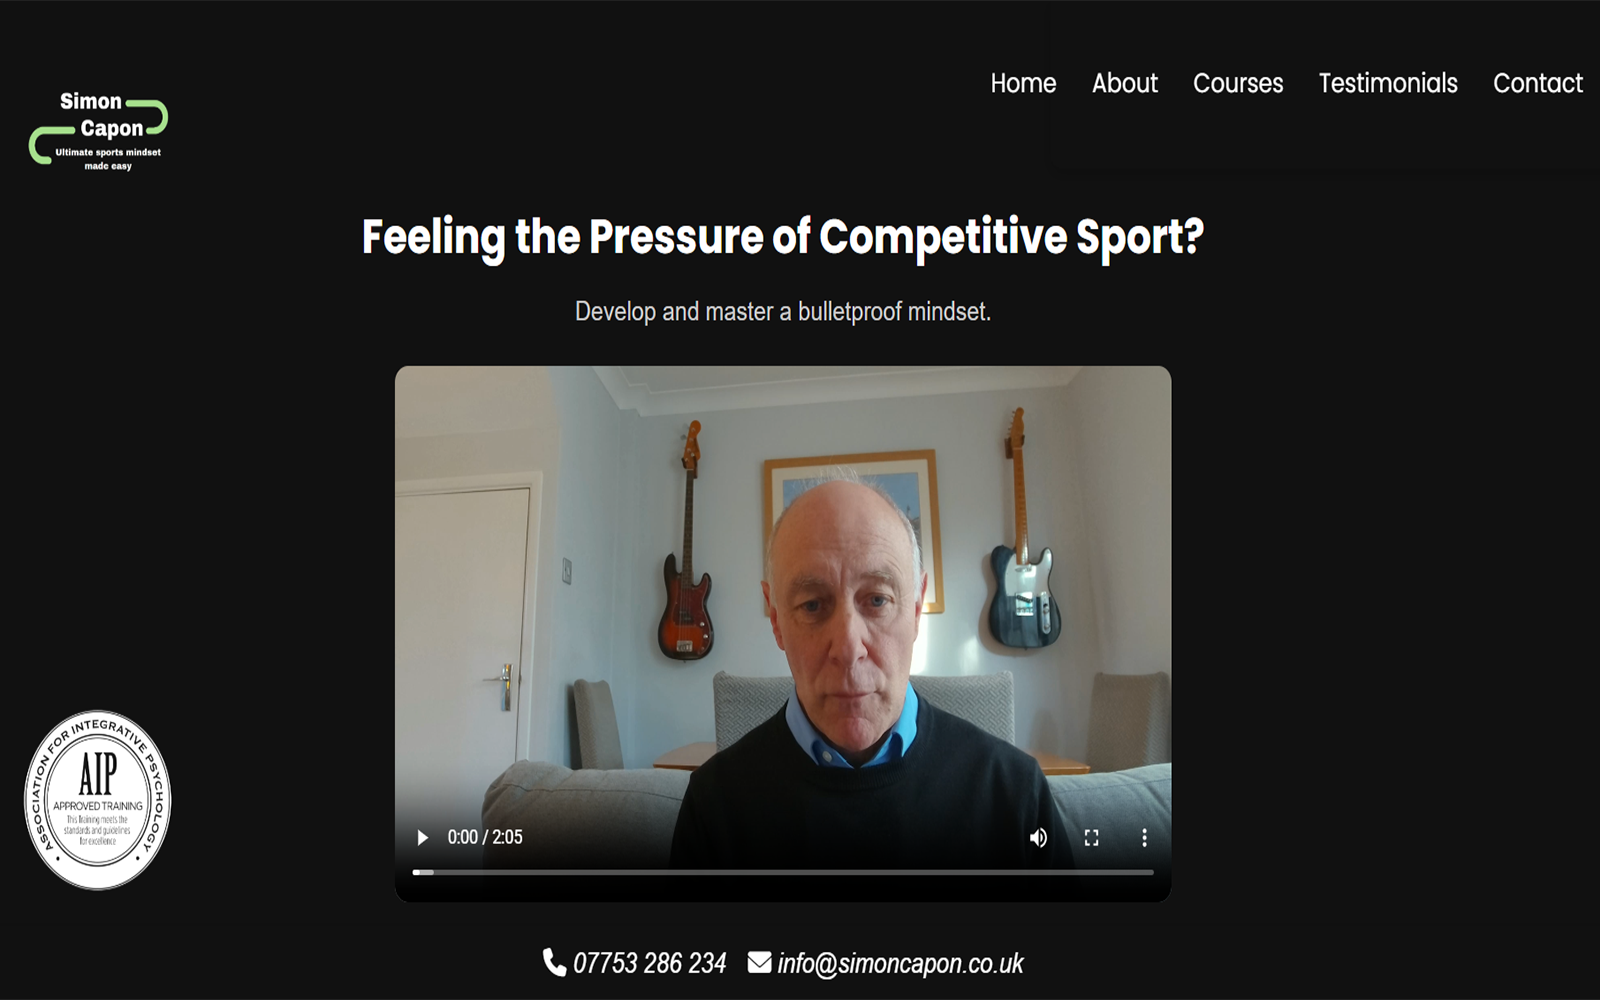 Home About Courses Testimonials Contact
Simon
Capon
Ultimate sports mindset
made easy
Feeling the Pressure of Competitive Sport?
Develop and master a bulletproof mindset.
ASSOCIATION FOR INTEGRATIVE PSYCHOLOGY
AIP
APPROVED TRAINING
This Training meets the
standards and guidelines
for excellence
0:00 / 2:05
07753 286 234 info@simoncapon.co.uk